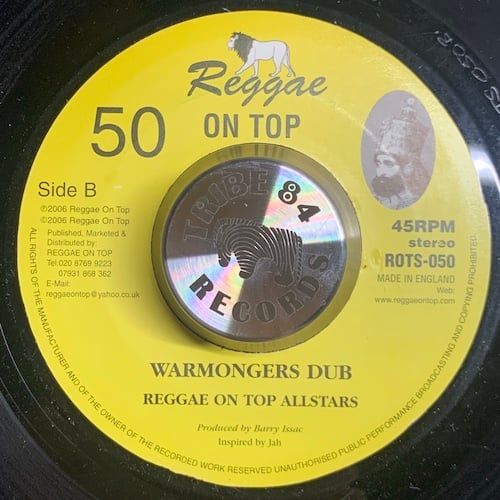 Reggae
ON TOP
50
Side B
℗2006 Reggae On Top
©2006 Reggae On Top
Published, Marketed &
Distributed by:
REGGAE ON TOP
Tel:020 8769 9223
07931 868 362
E-Mail:
reggaeontop@yahoo.co.uk
45RPM
stereo
ROTS-050
MADE IN ENGLAND
Web:
www.reggaeontop.com
TRIBE 84
RECORDS
WARMONGERS DUB
REGGAE ON TOP ALLSTARS
Produced by Barry Issac
Inspired by Jah
ALL RIGHTS OF THE MANUFACTURER AND OF THE OWNER OF THE RECORDED WORK RESERVED UNAUTHORISED PUBLIC PERFORMANCE BROADCASTING AND COPYING PROHIBITED